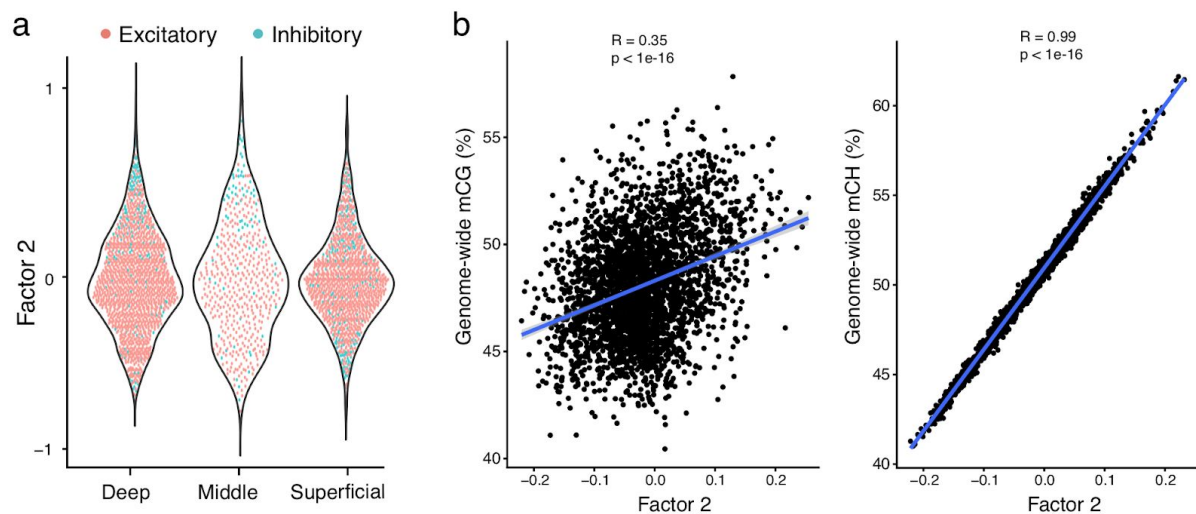 a
Excitatory Inhibitory
Factor 2
1
0
−1
Deep Middle Superficial
b
R = 0.35
p < 1e-16
Genome-wide mCG (%)
55
50
45
40
−0.2 −0.1 0.0 0.1 0.2
Factor 2
R = 0.99
p < 1e-16
Genome-wide mCH (%)
60
55
50
45
40
−0.2 −0.1 0.0 0.1 0.2
Factor 2